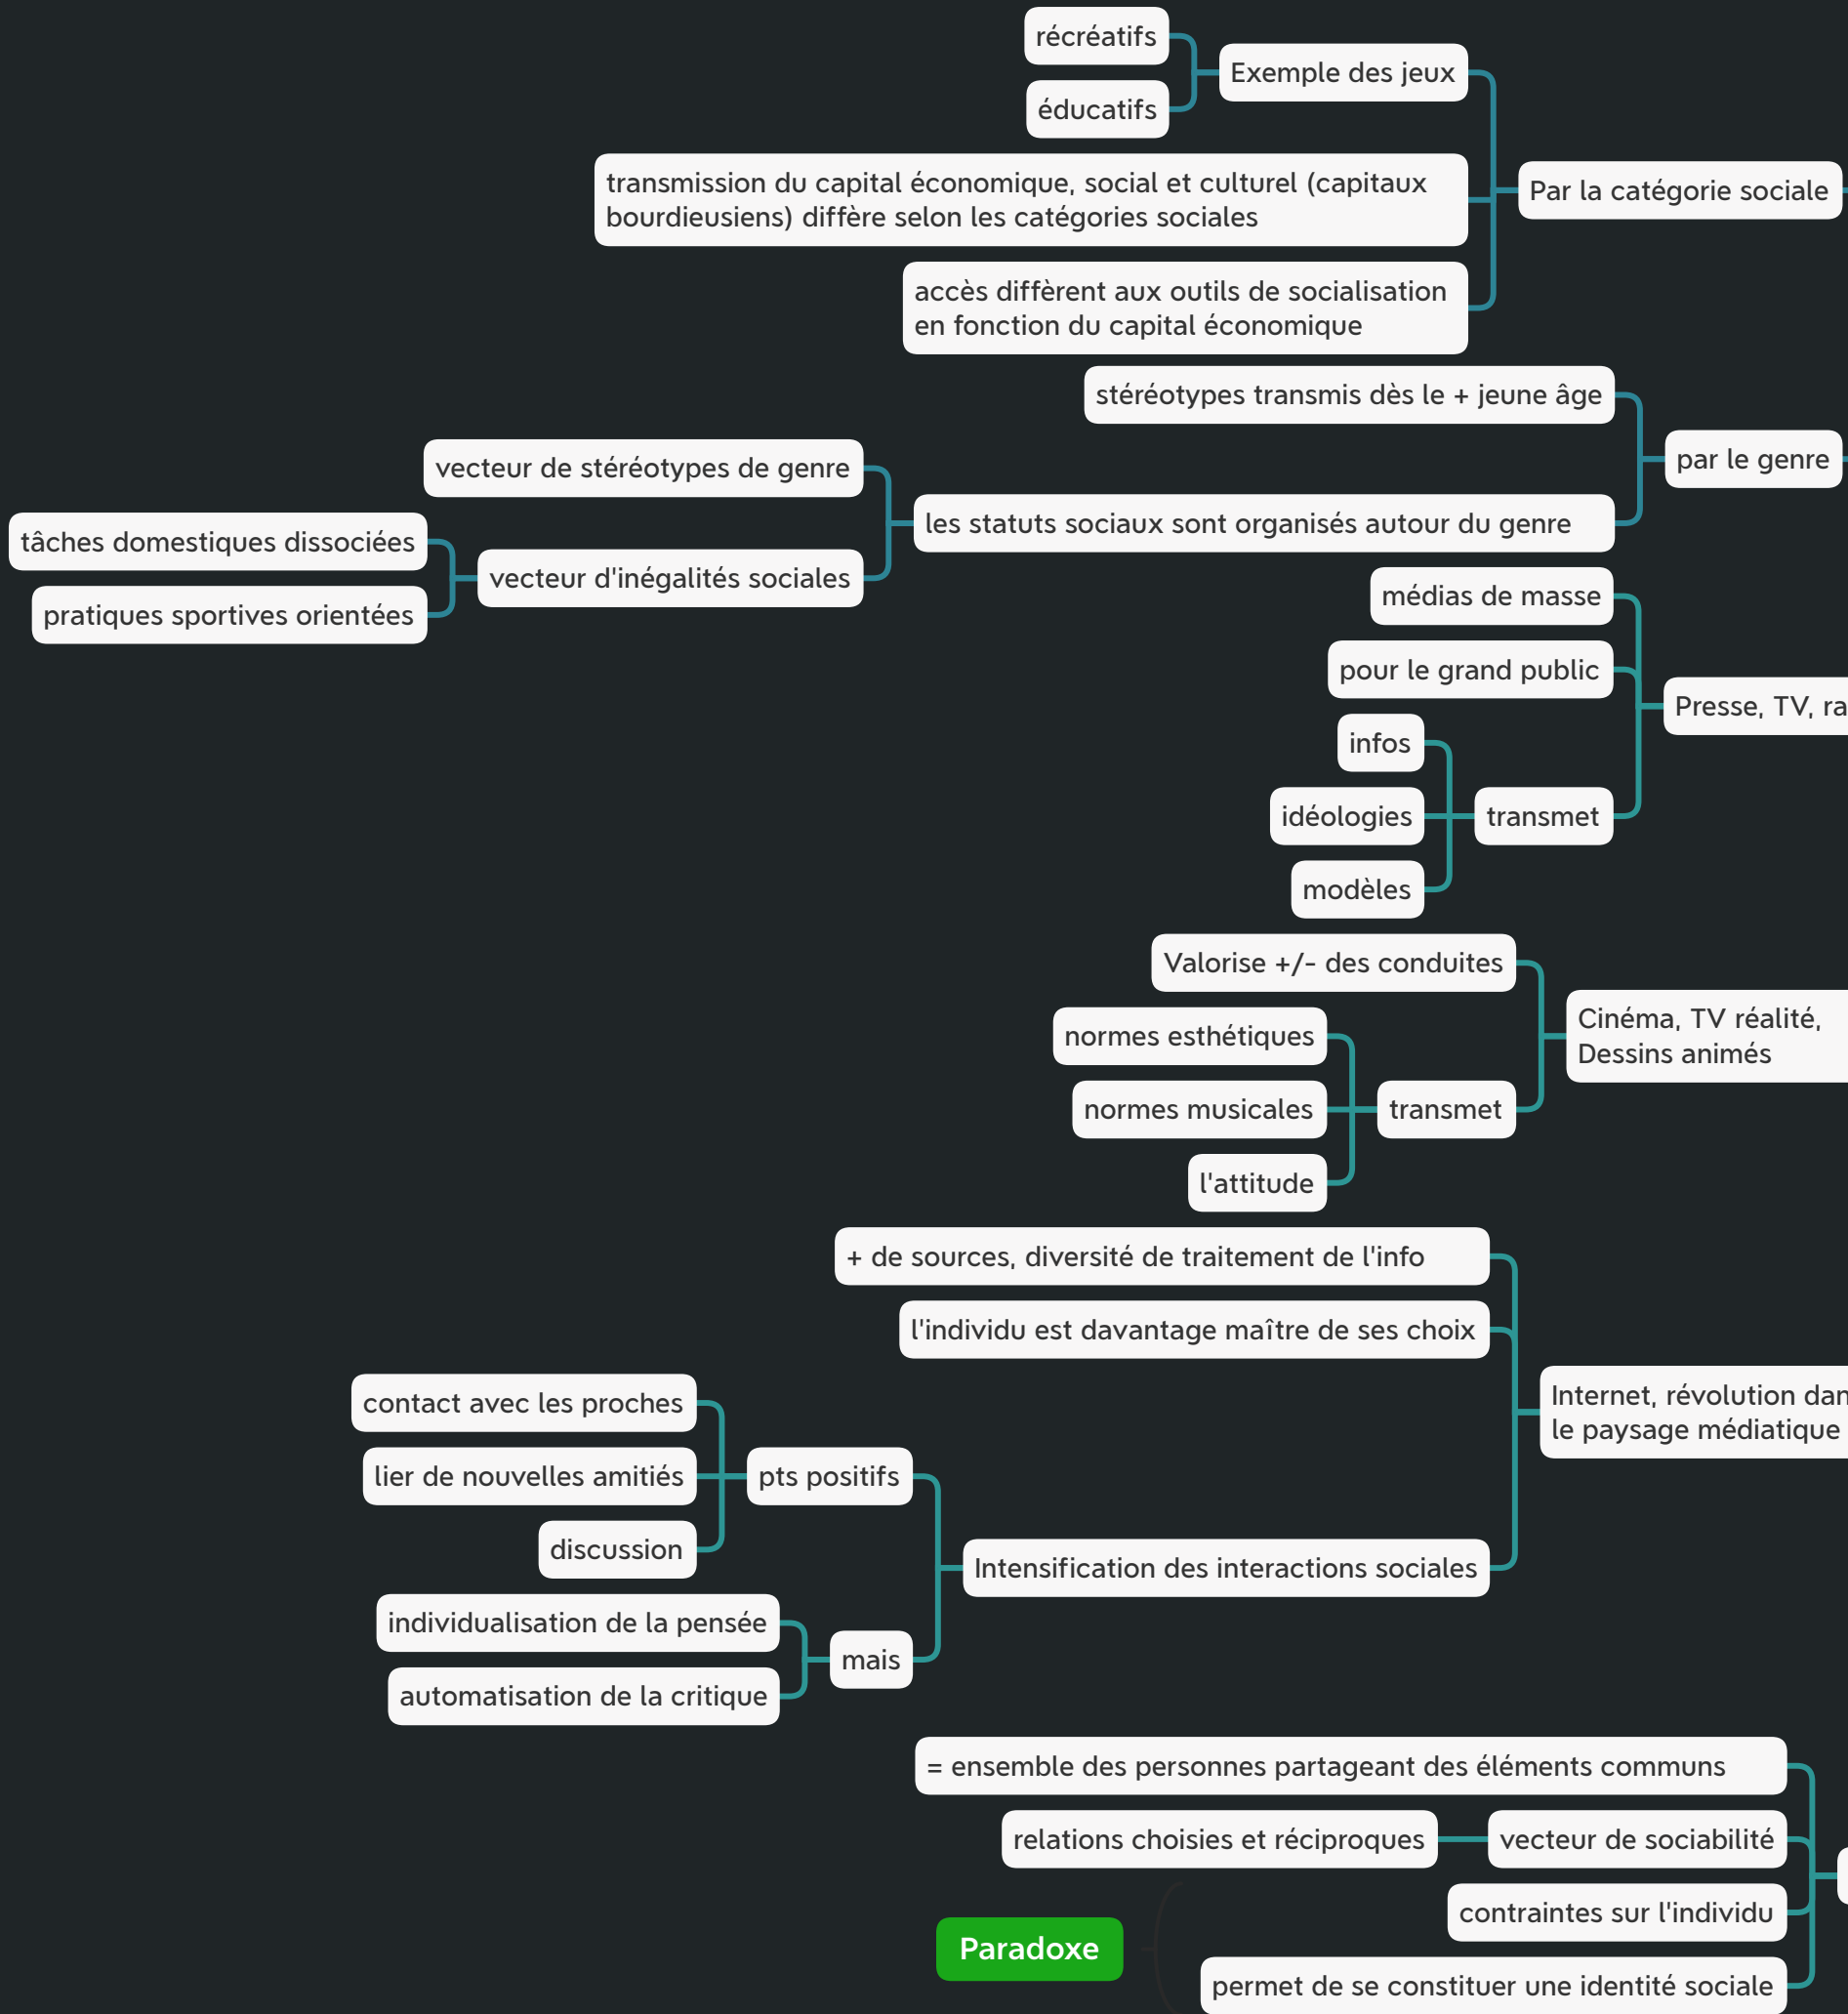 récréatifs
Exemple des jeux
éducatifs
transmission du capital économique, social et culturel (capitaux
bourdieusiens) diffère selon les catégories sociales
Par la catégorie sociale
accès diffèrent aux outils de socialisation
en fonction du capital économique
stéréotypes transmis dès le + jeune âge
par le genre
vecteur de stéréotypes de genre
les statuts sociaux sont organisés autour du genre
tâches domestiques dissociées
vecteur d'inégalités sociales
pratiques sportives orientées
médias de masse
pour le grand public
Presse, TV, ra
infos
idéologies
transmet
modèles
Valorise +/- des conduites
Cinéma, TV réalité,
Dessins animés
normes esthétiques
normes musicales
transmet
l'attitude
+ de sources, diversité de traitement de l'info
l'individu est davantage maître de ses choix
Internet, révolution dan
le paysage médiatique
contact avec les proches
lier de nouvelles amitiés
pts positifs
discussion
Intensification des interactions sociales
individualisation de la pensée
mais
automatisation de la critique
= ensemble des personnes partageant des éléments communs
relations choisies et réciproques
vecteur de sociabilité
contraintes sur l'individu
Paradoxe
permet de se constituer une identité sociale